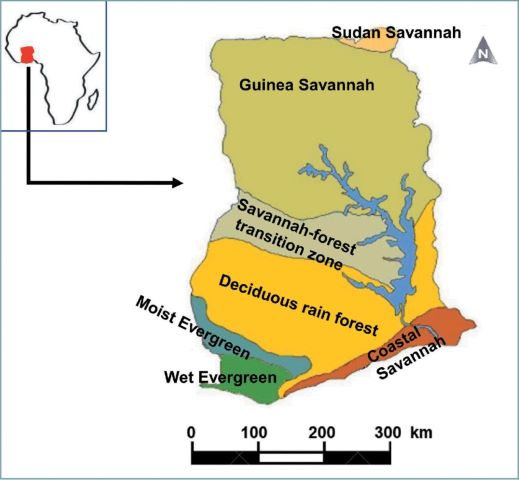 Sudan Savannah
N
Guinea Savannah
Savannah-forest
transition zone
Deciduous rain forest
Moist Evergreen
Coastal
Savannah
Wet Evergreen
0 100 200 300 km